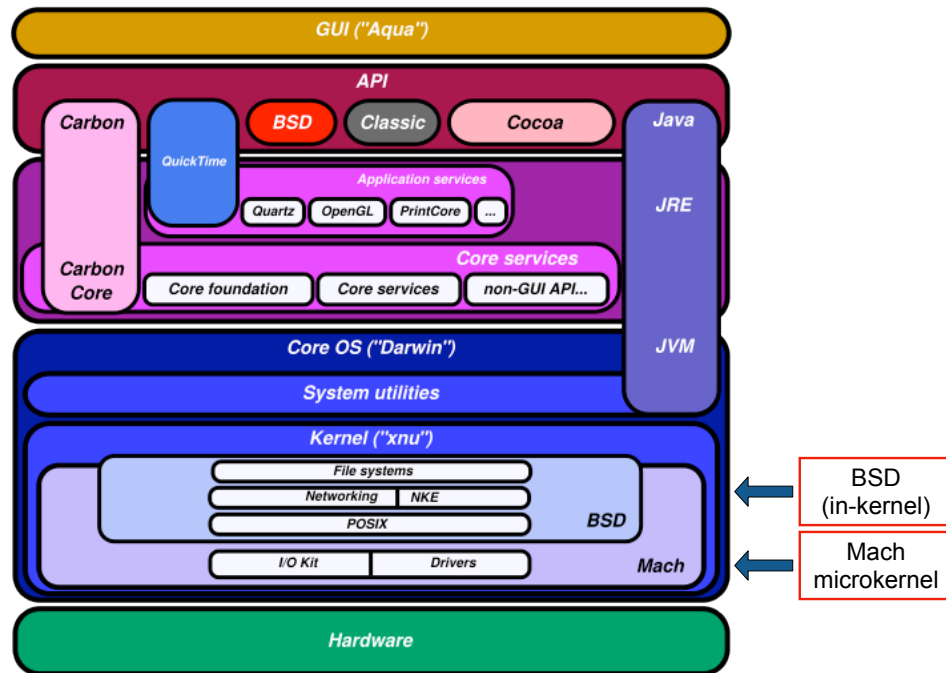 GUI ("Aqua")
API
Carbon
QuickTime
BSD
Classic
Cocoa
Java
Application services
Quartz
OpenGL
PrintCore
...
JRE
Core services
Carbon
Core
Core foundation
Core services
non-GUI API...
Core OS ("Darwin")
JVM
System utilities
Kernel ("xnu")
File systems
Networking
NKE
POSIX
BSD
I/O Kit
Drivers
Mach
BSD
(in-kernel)
Mach
microkernel
Hardware